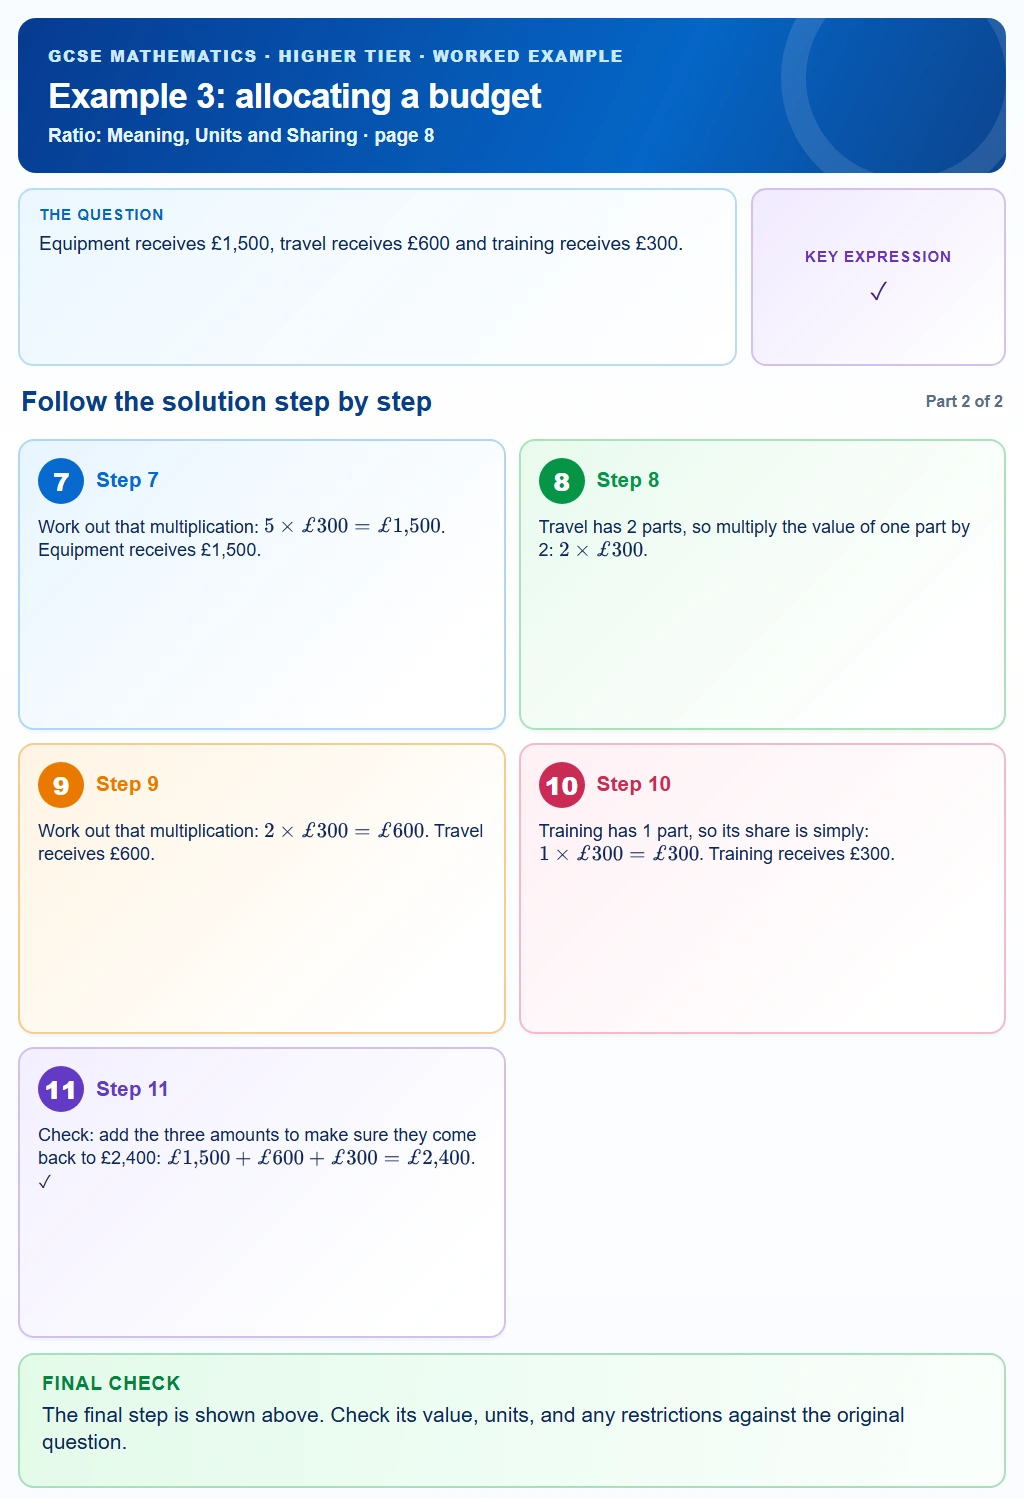 GCSE MATHEMATICS · HIGHER TIER · WORKED EXAMPLE
Example 3: allocating a budget
Ratio: Meaning, Units and Sharing · page 8
THE QUESTION
Equipment receives £1,500, travel receives £600 and training receives £300.
KEY EXPRESSION
✓
Follow the solution step by step
Part 2 of 2
7 Step 7
Work out that multiplication: 5 × £300 = £1,500.
Equipment receives £1,500.
8 Step 8
Travel has 2 parts, so multiply the value of one part by
2: 2 × £300.
9 Step 9
Work out that multiplication: 2 × £300 = £600. Travel
receives £600.
10 Step 10
Training has 1 part, so its share is simply:
1 × £300 = £300. Training receives £300.
11 Step 11
Check: add the three amounts to make sure they come
back to £2,400: £1,500 + £600 + £300 = £2,400.
✓
FINAL CHECK
The final step is shown above. Check its value, units, and any restrictions against the original
question.